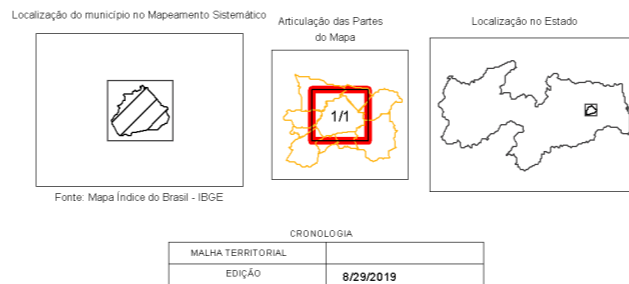 Localização do município no Mapeamento Sistemático
Articulação das Partes
do Mapa
Localização no Estado
1/1
Fonte: Mapa Índice do Brasil - IBGE
CRONOLOGIA
MALHA TERRITORIAL
EDIÇÃO 8/29/2019